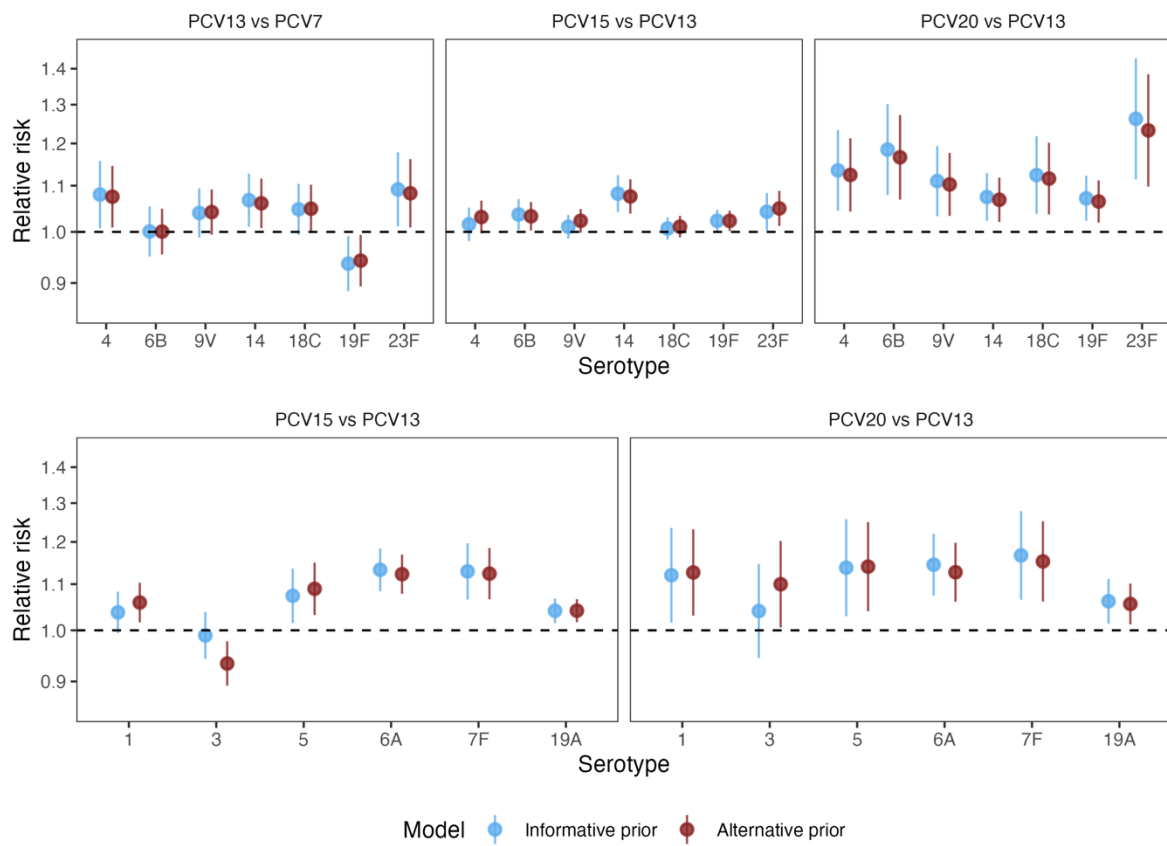 PCV13 vs PCV7 PCV15 vs PCV13 PCV20 vs PCV13
1.4
1.3
1.2
1.1
1.0
0.9
Relative risk
4 6B 9V 14 18C 19F 23F 4 6B 9V 14 18C 19F 23F 4 6B 9V 14 18C 19F 23F
Serotype
PCV15 vs PCV13 PCV20 vs PCV13
1.4
1.3
1.2
1.1
1.0
0.9
Relative risk
1 3 5 6A 7F 19A 1 3 5 6A 7F 19A
Serotype
Model Informative prior Alternative prior